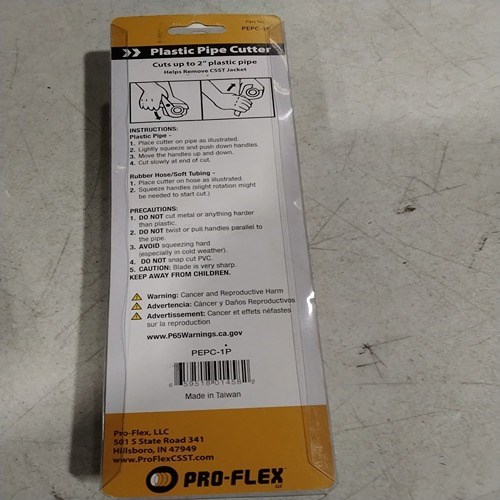 Part No.
PEPC-1P
Plastic Pipe Cutter
Cuts up to 2" plastic pipe
Helps Remove CSST Jacket
INSTRUCTIONS:
Plastic Pipe -
1. Place cutter on pipe as illustrated.
2. Lightly squeeze and push down handles.
3. Move the handles up and down.
4. Cut slowly at end of cut.
Rubber Hose/Soft Tubing -
1. Place cutter on hose as illustrated.
2. Squeeze handles (slight rotation might
be needed to start cut.)
PRECAUTIONS:
1. DO NOT cut metal or anything harder
than plastic.
2. DO NOT twist or pull handles parallel to
the pipe.
3. AVOID squeezing hard
(especially in cold weather).
4. DO NOT snap cut PVC.
5. CAUTION: Blade is very sharp.
KEEP AWAY FROM CHILDREN.
Warning: Cancer and Reproductive Harm
Advertencia: Cáncer y Daños Reproductivos
Advertissement: Cancer et effets néfastes
sur la reproduction
www.P65Warnings.ca.gov
PEPC-1P
Made in Taiwan
Pro-Flex, LLC
501 S State Road 341
Hillsboro, IN 47949
www.ProFlexCSST.com
PRO-FLEX